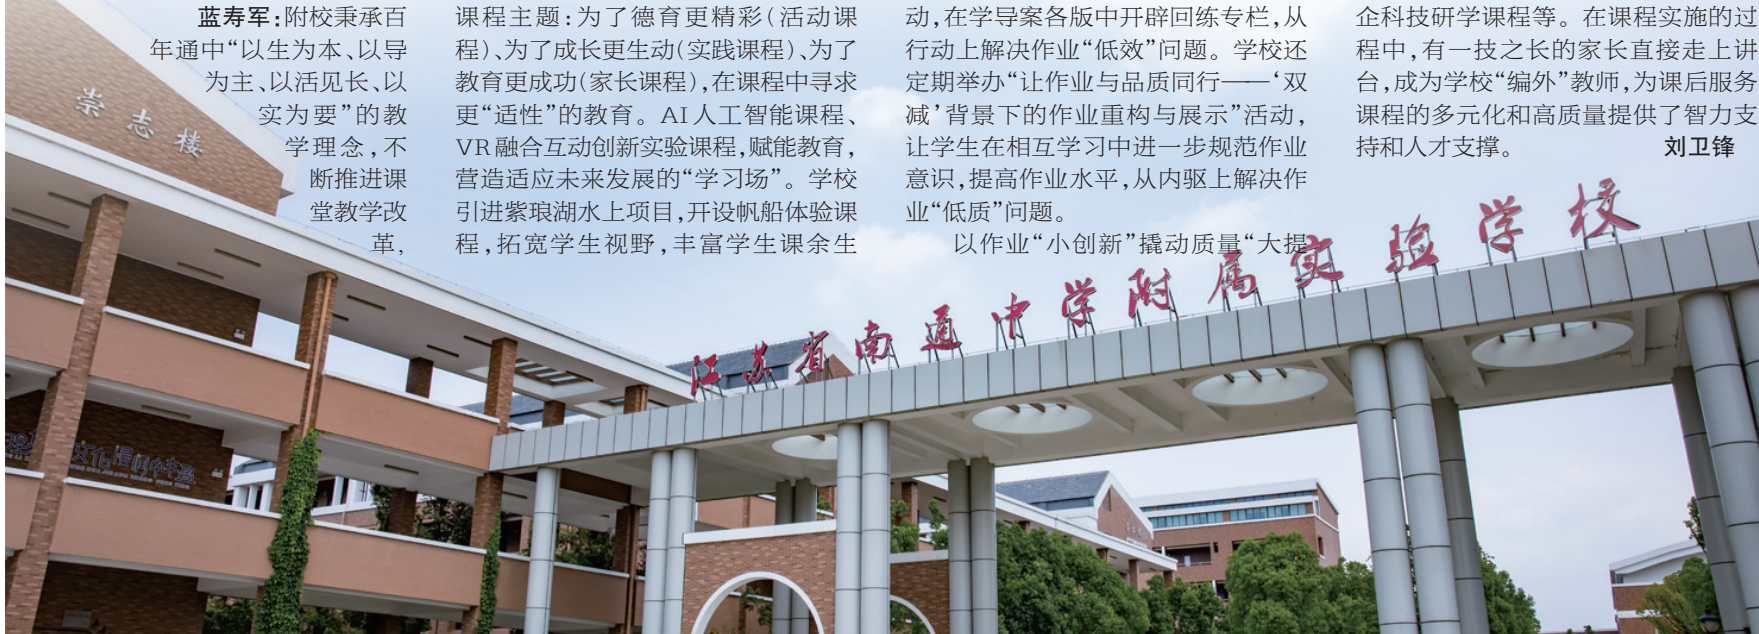 蓝寿军:附校秉承百
年通中“以生为本、以导
为主、以活见长、以
实为要”的教
学理念,不
断推进课
堂教学改
革,
课程主题:为了德育更精彩(活动课
程)、为了成长更生动(实践课程)、为了
教育更成功(家长课程),在课程中寻求
更“适性”的教育。AI人工智能课程、
VR融合互动创新实验课程,赋能教育,
营造适应未来发展的“学习场”。学校
引进紫琅湖水上项目,开设帆船体验课
程,拓宽学生视野,丰富学生课余生
动,在学导案各版中开辟回练专栏,从
行动上解决作业“低效”问题。学校还
定期举办“让作业与品质同行——‘双
减’背景下的作业重构与展示”活动,
让学生在相互学习中进一步规范作业
意识,提高作业水平,从内驱上解决作
业“低质”问题。
以作业“小创新”撬动质量“大提
企科技研学课程等。在课程实施的过
程中,有一技之长的家长直接走上讲
台,成为学校“编外”教师,为课后服务
课程的多元化和高质量提供了智力支
持和人才支撑。 刘卫锋
崇志楼
江苏省南通中学附属实验学校